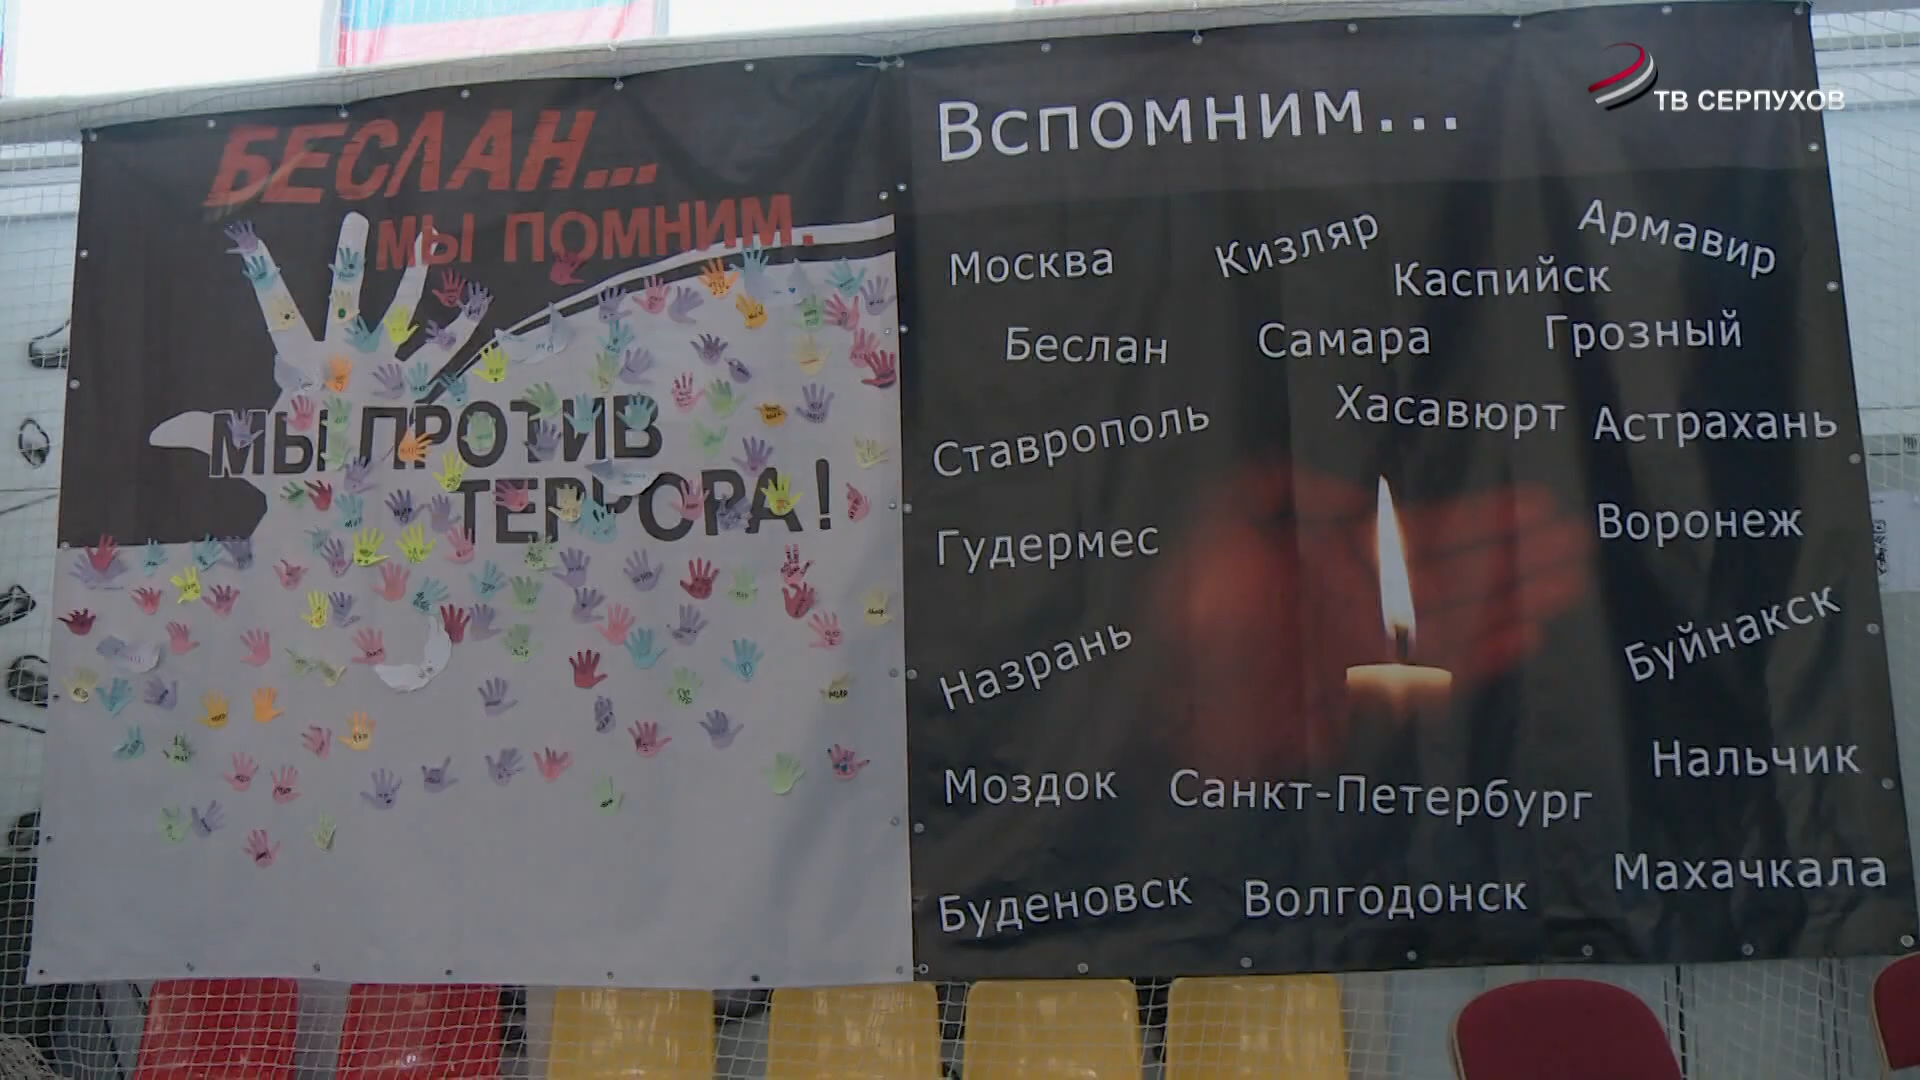 БЕСЛАН...
МЫ ПОМНИМ.
МЫ ПРОТИВ
ТЕРРОРА!
Вспомним...
ТВ СЕРПУХОВ
Москва
Кизляр
Армавир
Каспийск
Беслан
Самара
Грозный
Хасавюрт
Ставрополь
Астрахань
Гудермес
Воронеж
Назрань
Буйнакск
Моздок
Санкт-Петербург
Нальчик
Буденовск
Волгодонск
Махачкала